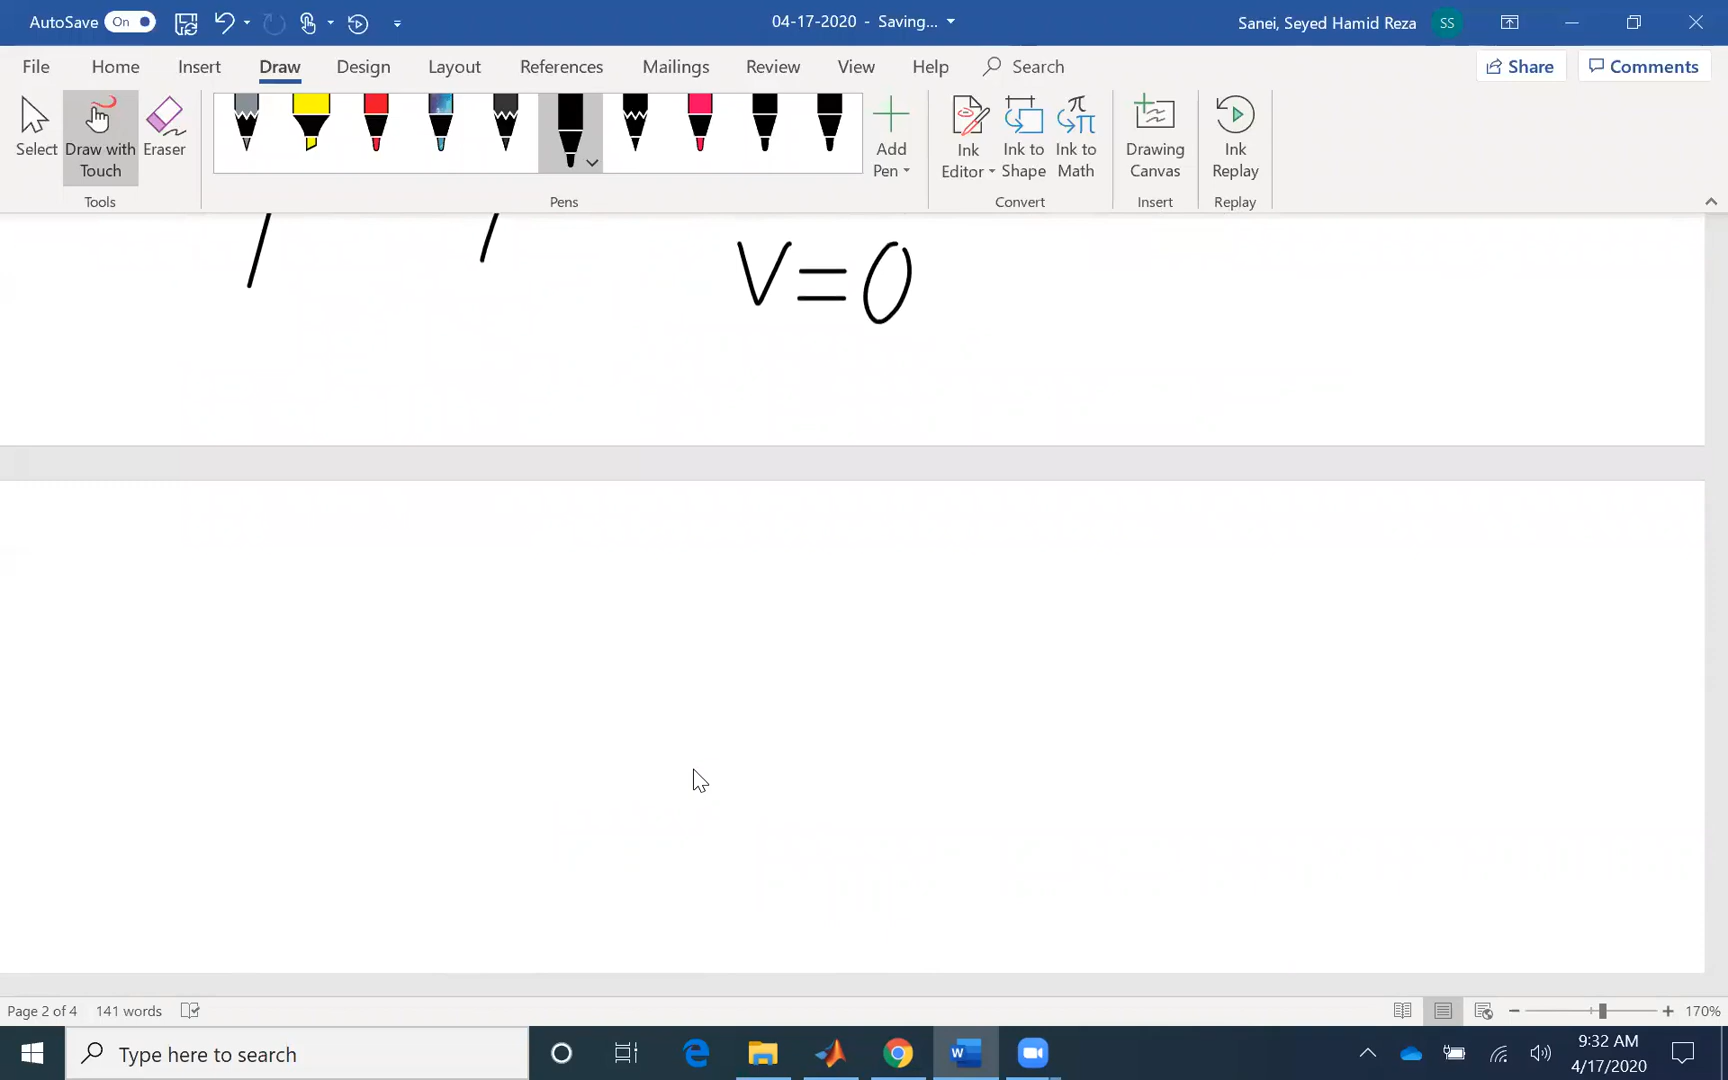 AutoSave On 04-17-2020 - Saving... Sanei, Seyed Hamid Reza SS
File Home Insert Draw Design Layout References Mailings Review View Help Search Share Comments
Select Draw with Touch Eraser Add Pen Ink Editor Ink to Shape Ink to Math Drawing Canvas Ink Replay
Tools Pens Convert Insert Replay
V=0
Page 2 of 4 141 words 170%
Type here to search 9:32 AM
4/17/2020